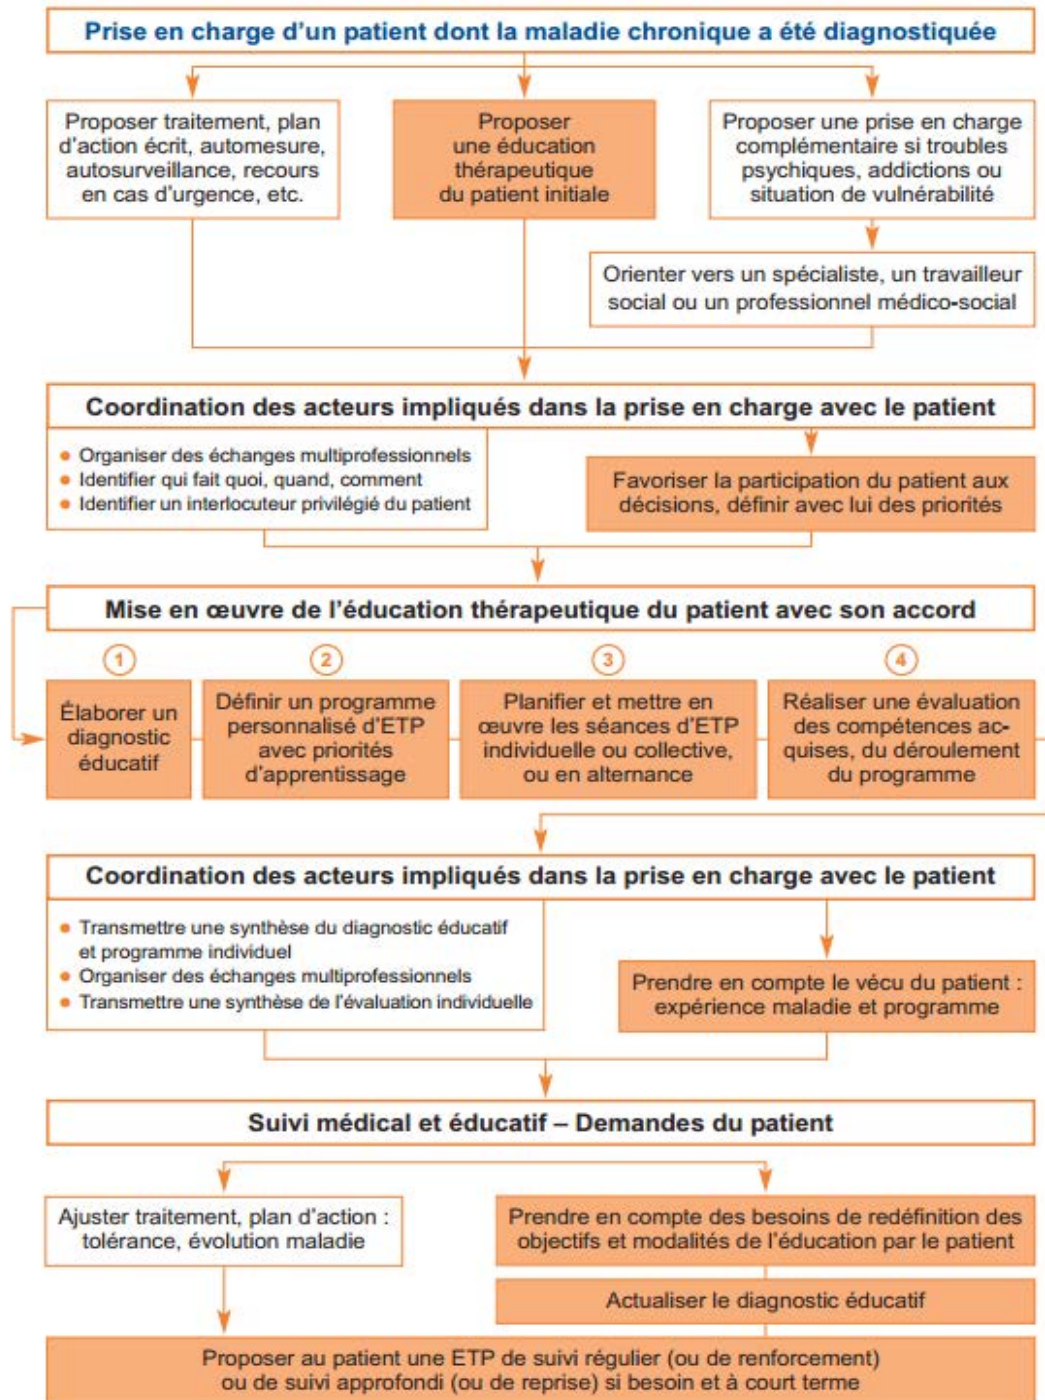 Prise en charge d'un patient dont la maladie chronique a été diagnostiquée
Proposer traitement, plan
d'action écrit, automesure,
autosurveillance, recours
en cas d'urgence, etc.
Proposer
une éducation
thérapeutique
du patient initiale
Proposer une prise en charge
complémentaire si troubles
psychiques, addictions ou
situation de vulnérabilité
Orienter vers un spécialiste, un travailleur
social ou un professionnel médico-social
Coordination des acteurs impliqués dans la prise en charge avec le patient
• Organiser des échanges multiprofessionnels
• Identifier qui fait quoi, quand, comment
• Identifier un interlocuteur privilégié du patient
Favoriser la participation du patient aux
décisions, définir avec lui des priorités
Mise en œuvre de l'éducation thérapeutique du patient avec son accord
1
Élaborer un
diagnostic
éducatif
2
Définir un programme
personnalisé d'ETP
avec priorités
d'apprentissage
3
Planifier et mettre en
œuvre les séances d'ETP
individuelle ou collective,
ou en alternance
4
Réaliser une évaluation
des compétences ac-
quises, du déroulement
du programme
Coordination des acteurs impliqués dans la prise en charge avec le patient
• Transmettre une synthèse du diagnostic éducatif
et programme individuel
• Organiser des échanges multiprofessionnels
• Transmettre une synthèse de l'évaluation individuelle
Prendre en compte le vécu du patient :
expérience maladie et programme
Suivi médical et éducatif – Demandes du patient
Ajuster traitement, plan d'action :
tolérance, évolution maladie
Prendre en compte des besoins de redéfinition des
objectifs et modalités de l'éducation par le patient
Actualiser le diagnostic éducatif
Proposer au patient une ETP de suivi régulier (ou de renforcement)
ou de suivi approfondi (ou de reprise) si besoin et à court terme